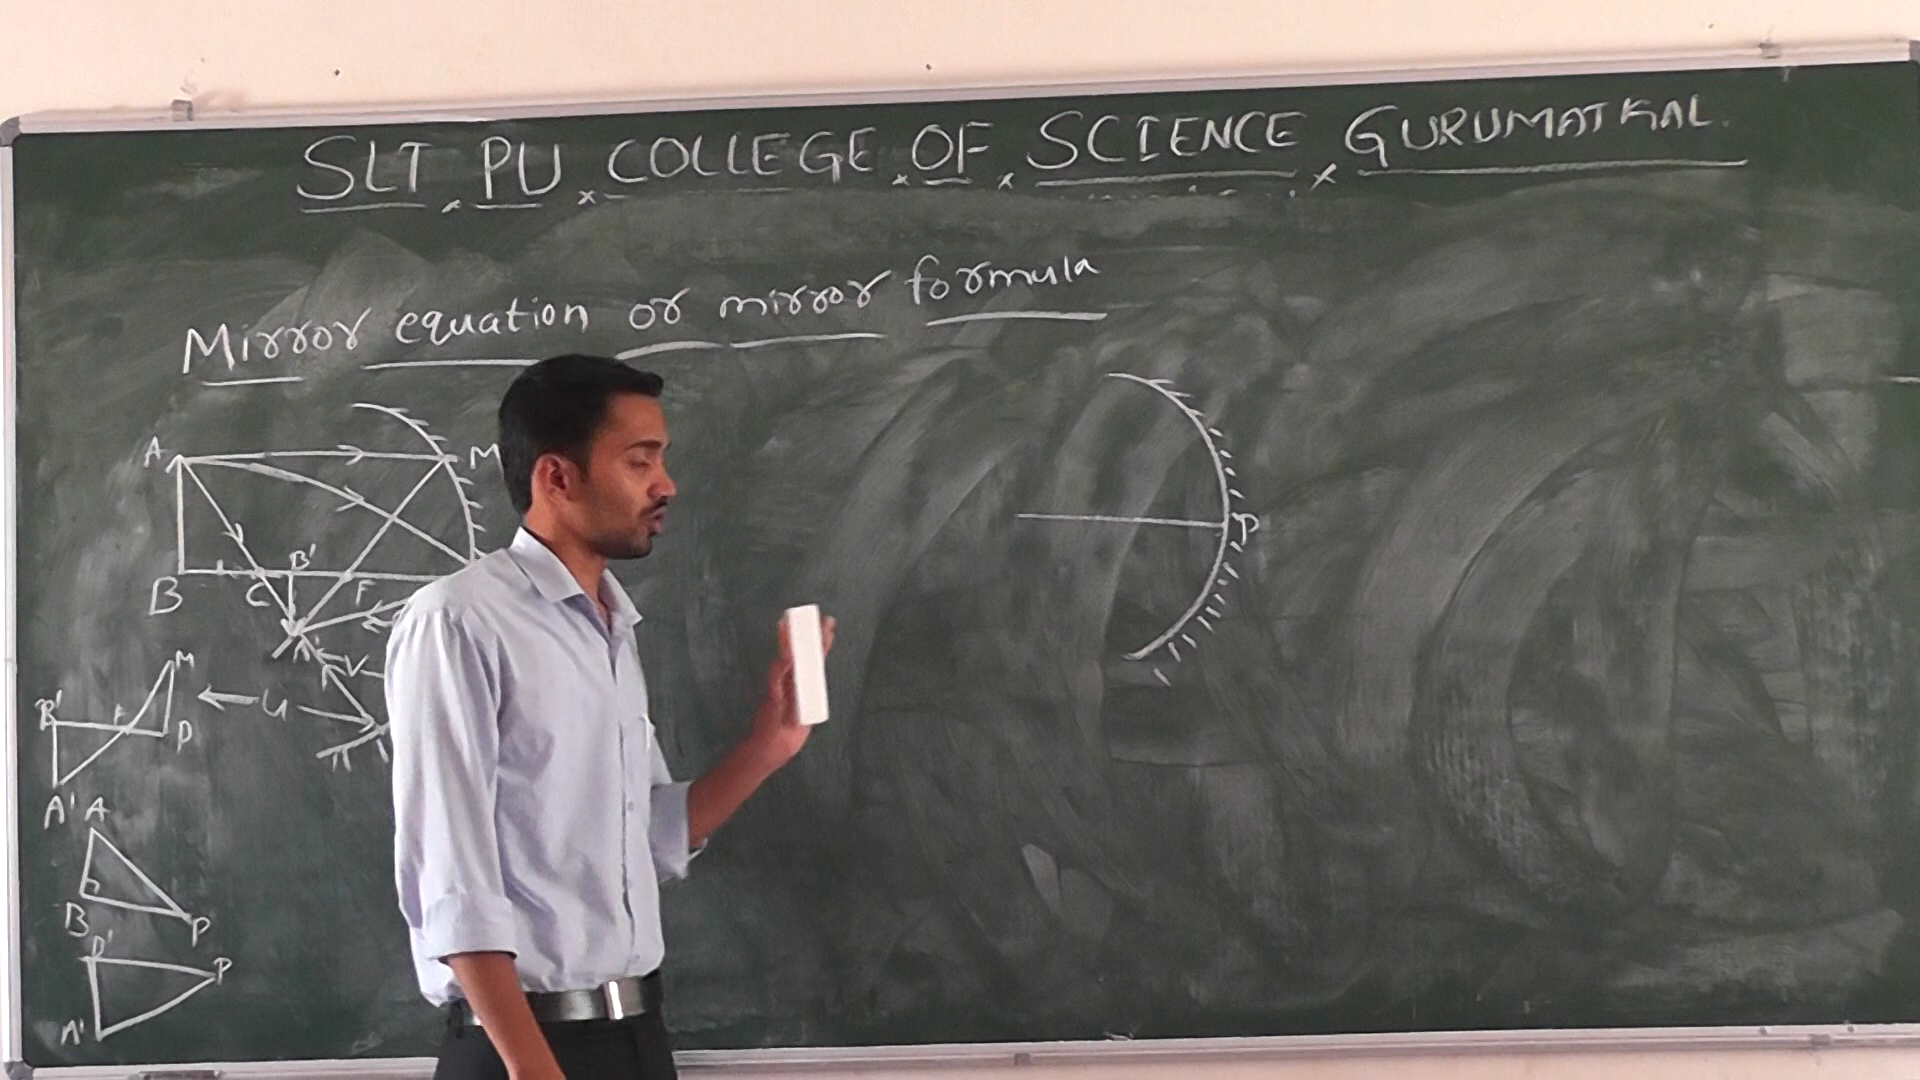 SLT PU COLLEGE OF SCIENCE GURUMATKAL.
Mirror equation or mirror formula
A M
B C B' F
A'
V
u
P
M
B' F P
A'
A
B P
B' P
A'